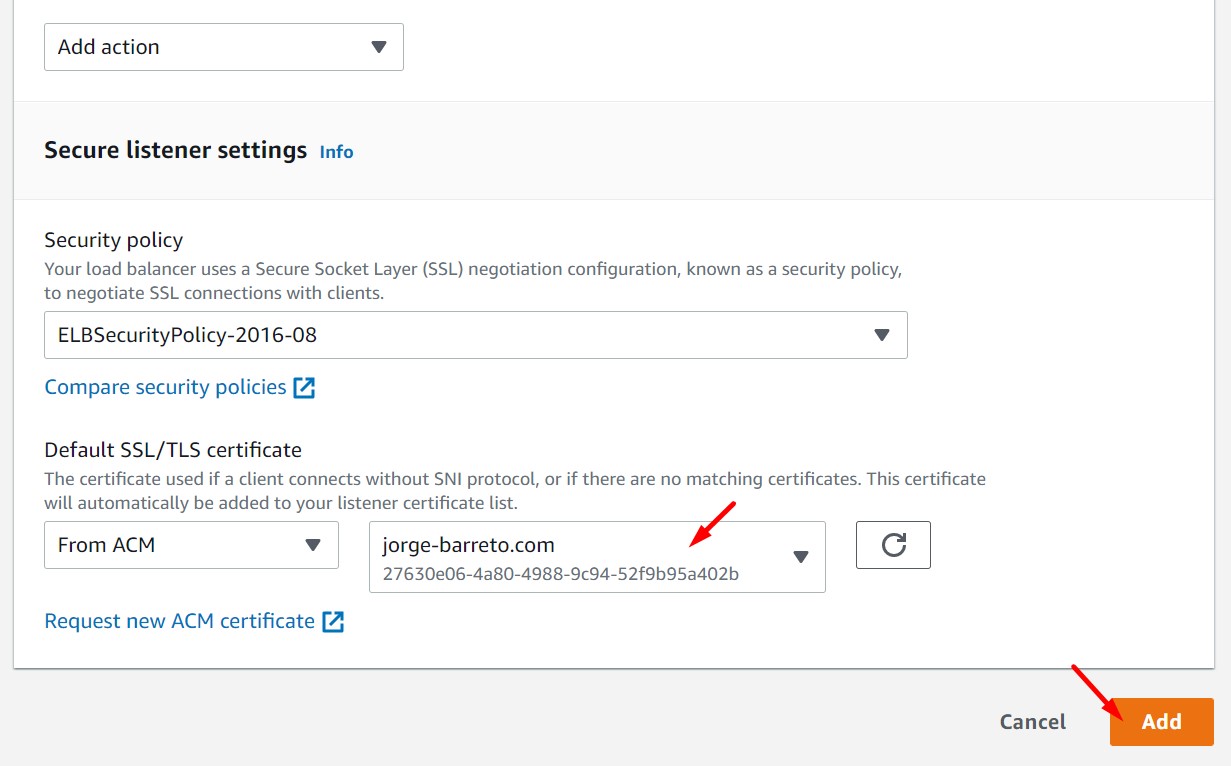 Add action
Secure listener settings Info
Security policy
Your load balancer uses a Secure Socket Layer (SSL) negotiation configuration, known as a security policy,
to negotiate SSL connections with clients.
ELBSecurityPolicy-2016-08
Compare security policies
Default SSL/TLS certificate
The certificate used if a client connects without SNI protocol, or if there are no matching certificates. This certificate
will automatically be added to your listener certificate list.
From ACM
jorge-barreto.com
27630e06-4a80-4988-9c94-52f9b95a402b
Request new ACM certificate
Cancel Add